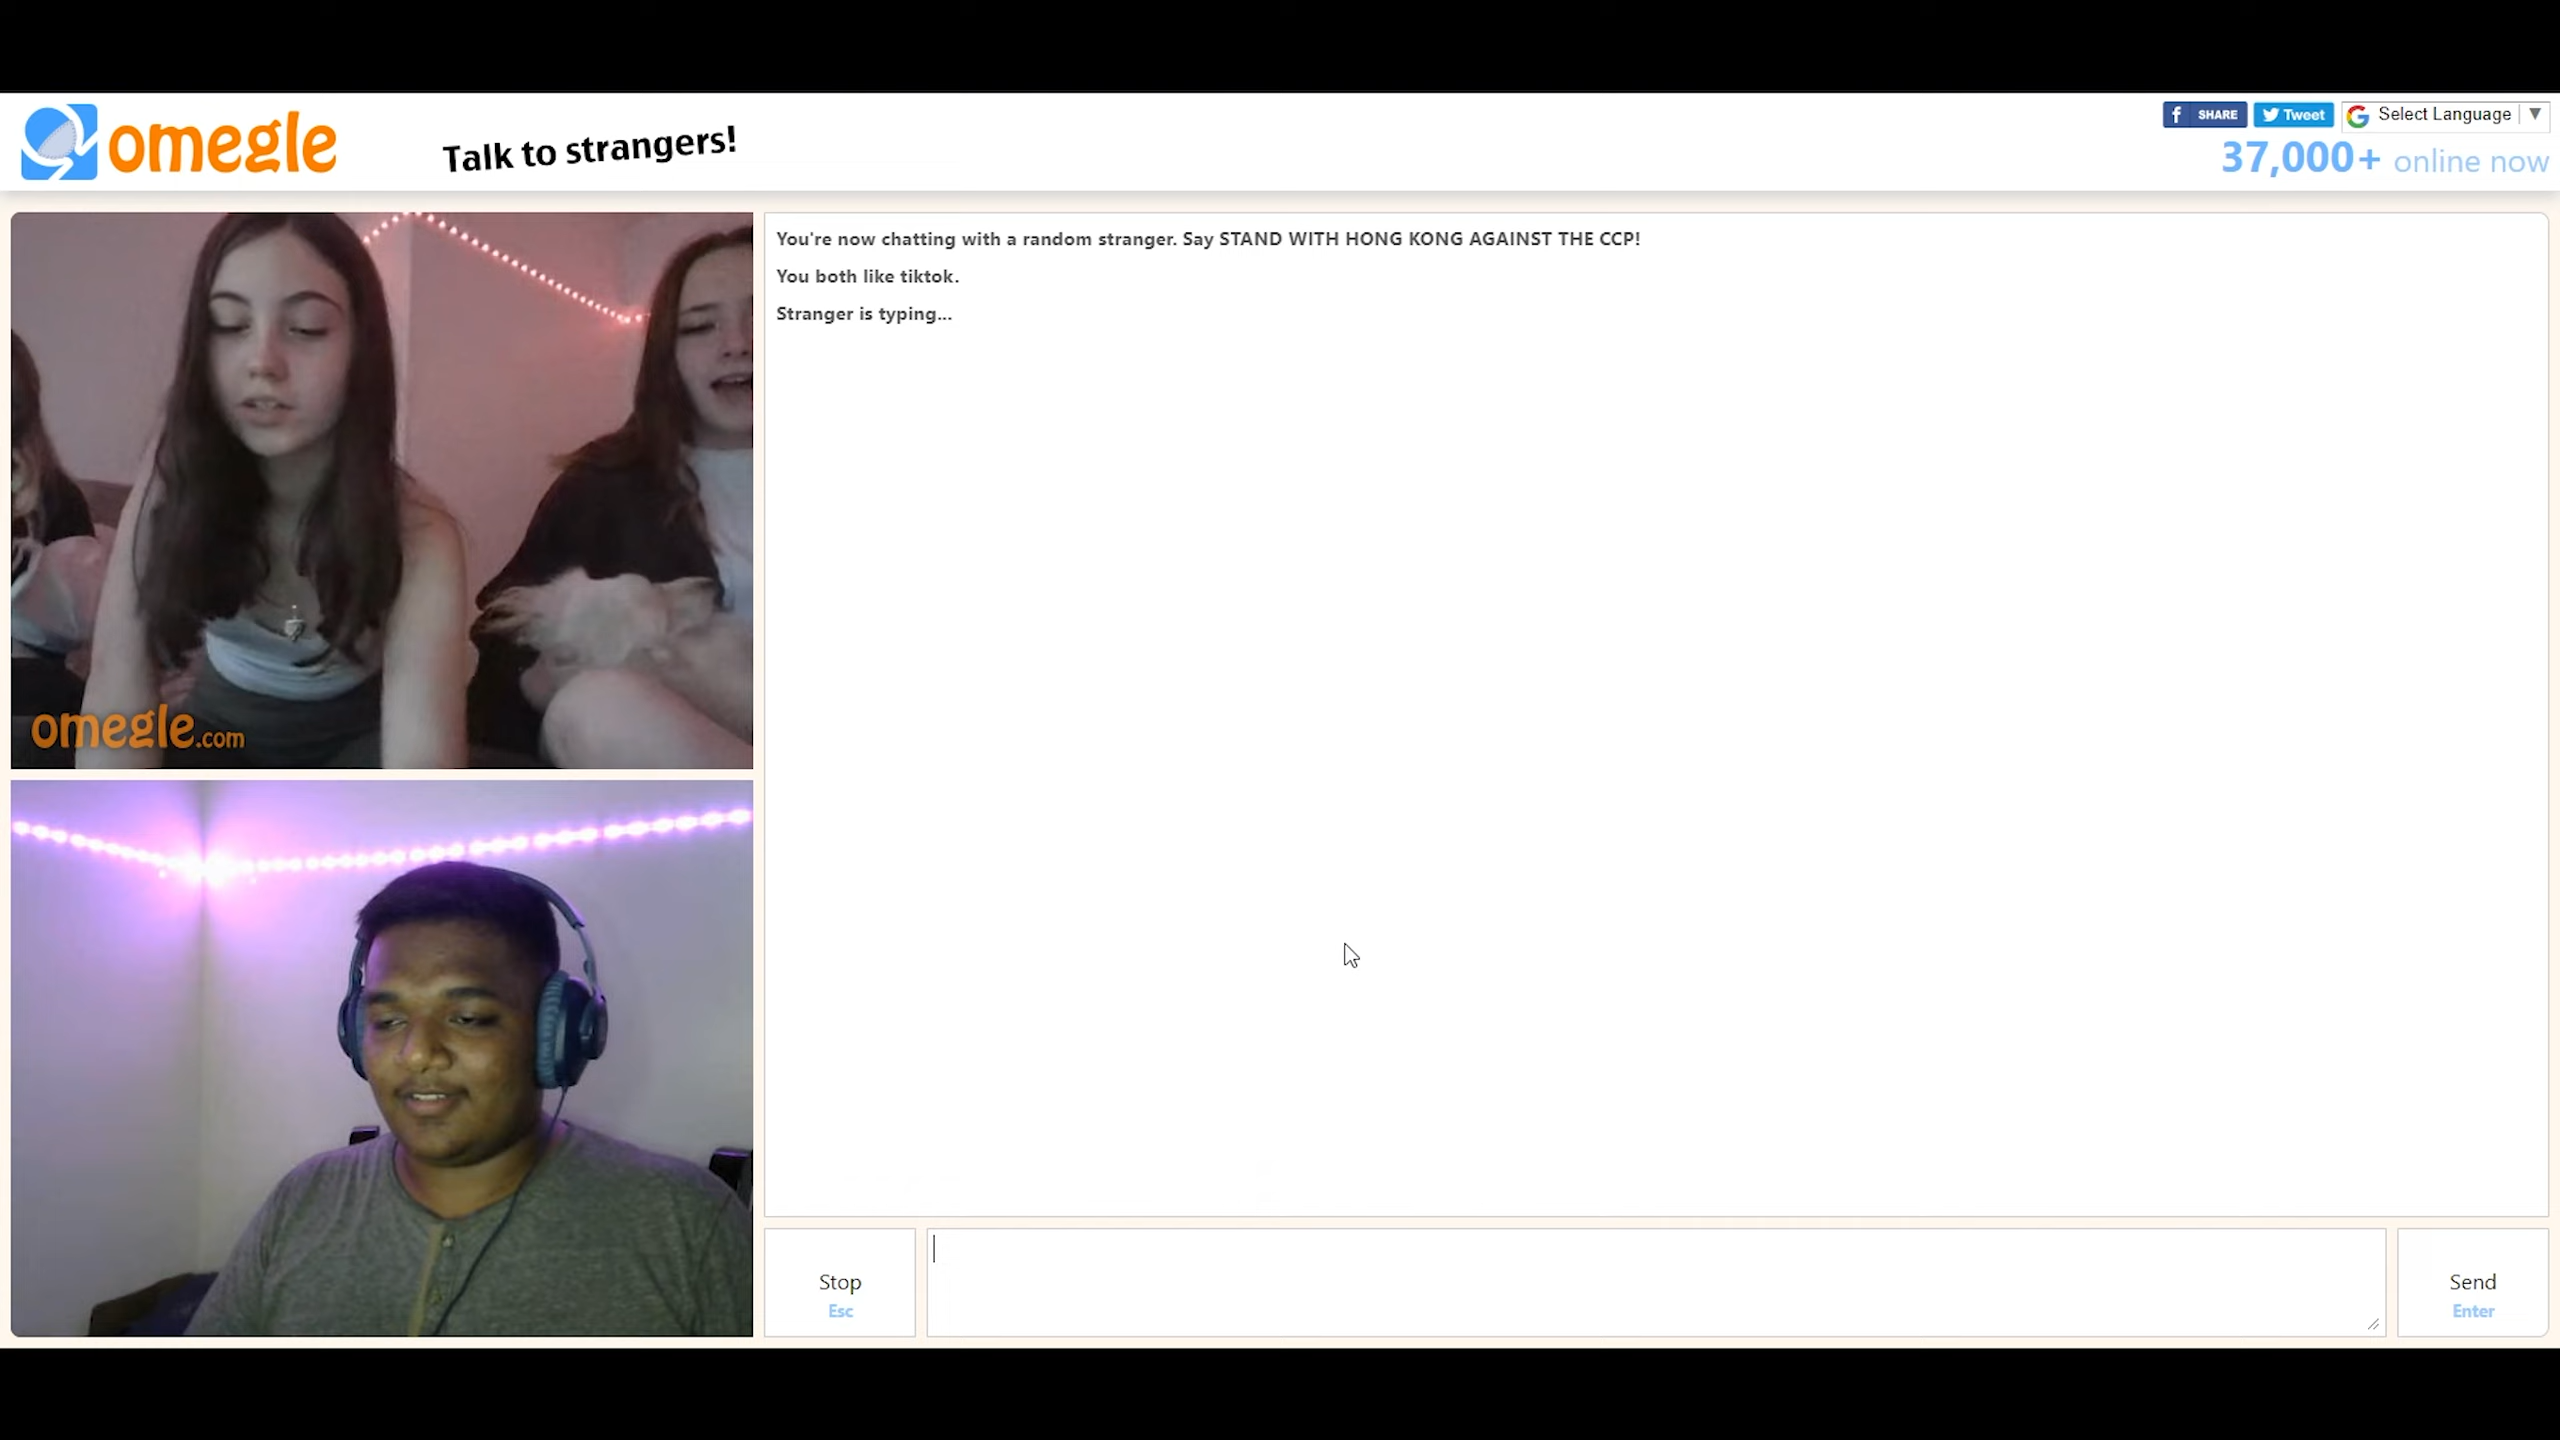 omegle
Talk to strangers!
f SHARE
Tweet
G Select Language ▼
37,000+ online now
omegle.com
You're now chatting with a random stranger. Say STAND WITH HONG KONG AGAINST THE CCP!
You both like tiktok.
Stranger is typing...
Stop
Esc
Send
Enter